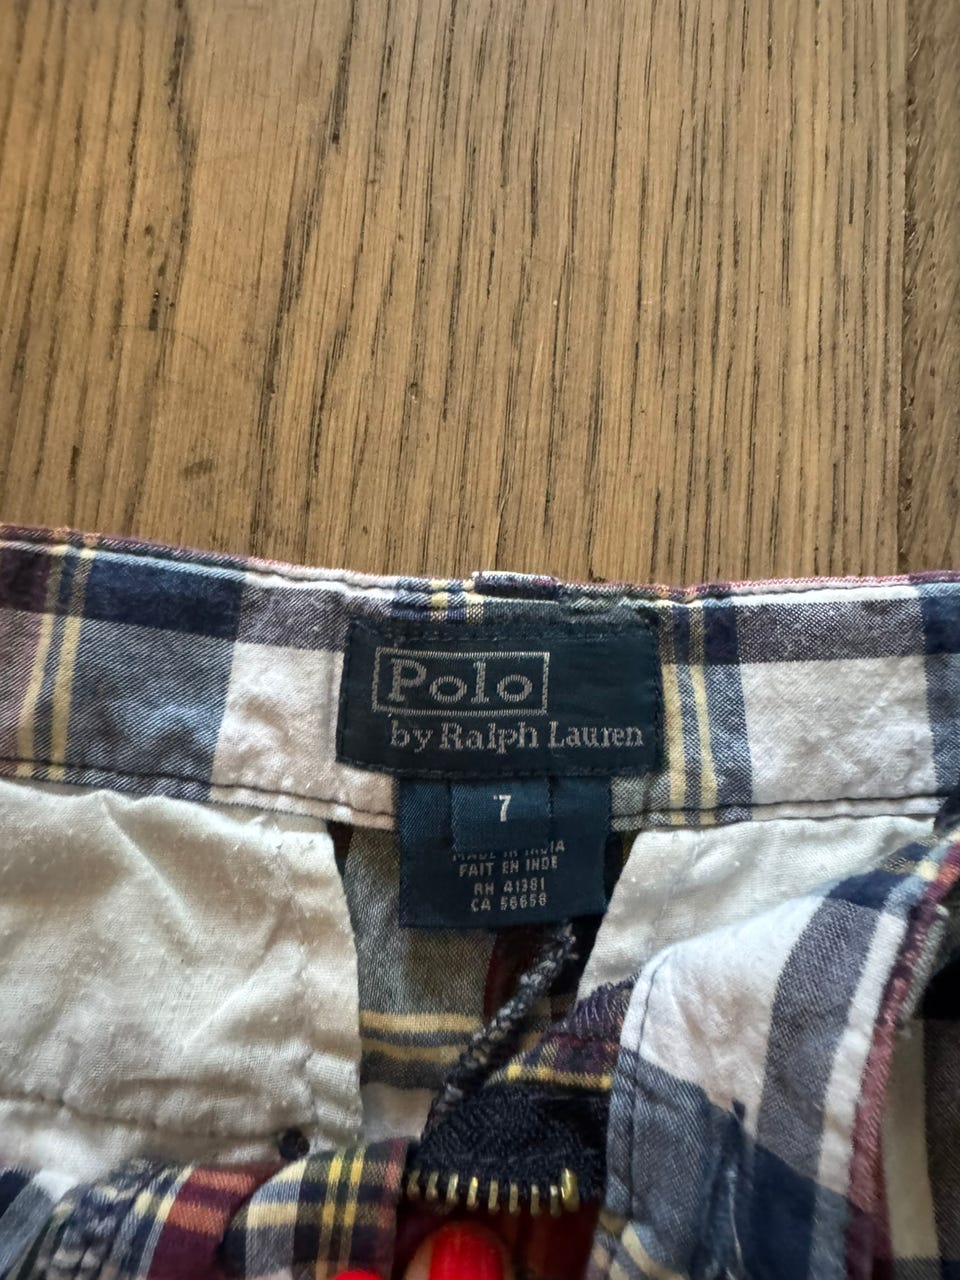 Polo
by Ralph Lauren
7
MADE IN INDIA
FAIT EN INDE
RN 41381
CA 56658